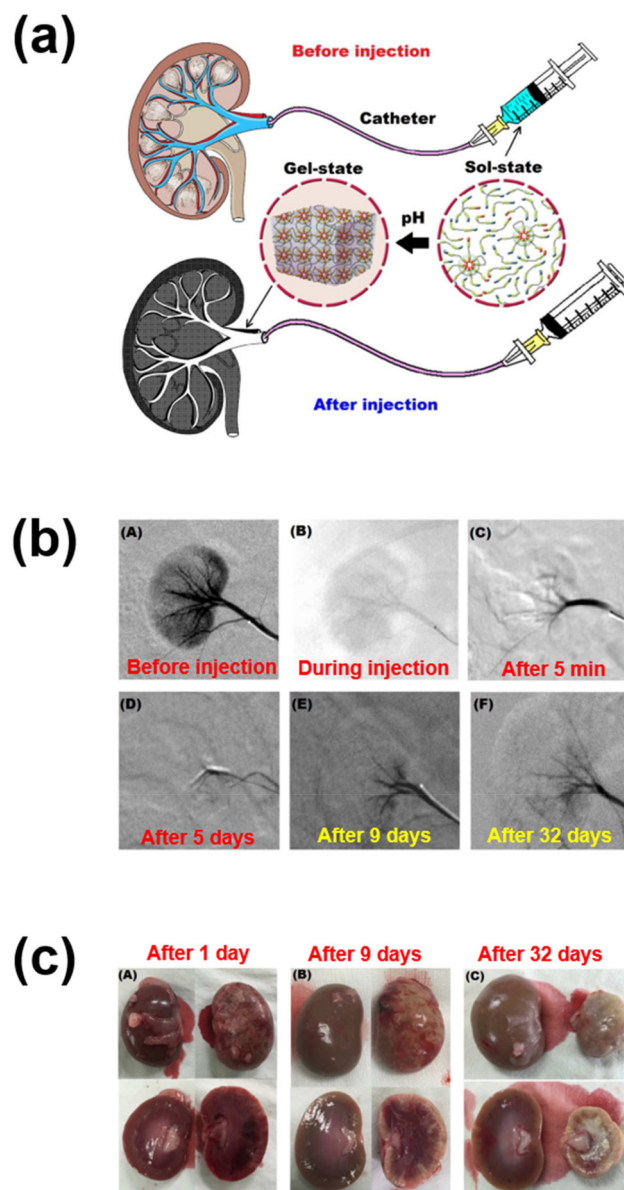 (a)
Before injection
Catheter
Gel-state
Sol-state
pH
After injection
(b)
(A)
(B)
(C)
Before injection
During injection
After 5 min
(D)
(E)
(F)
After 5 days
After 9 days
After 32 days
(c)
After 1 day
After 9 days
After 32 days
(A)
(B)
(C)